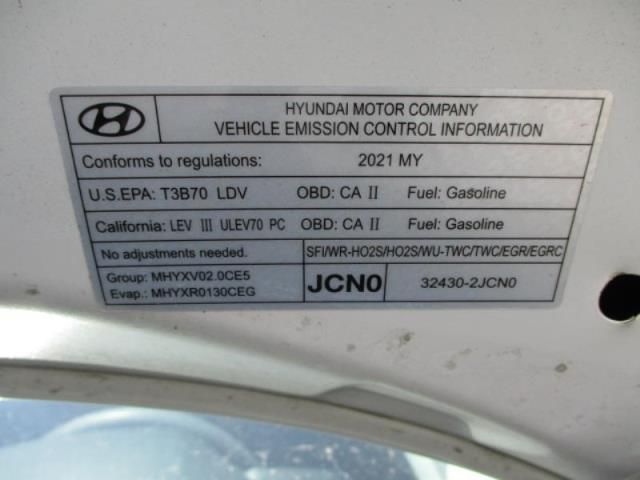 HYUNDAI MOTOR COMPANY
VEHICLE EMISSION CONTROL INFORMATION
Conforms to regulations: 2021 MY
U.S.EPA: T3B70 LDV OBD: CA II Fuel: Gasoline
California: LEV III ULEV70 PC OBD: CA II Fuel: Gasoline
No adjustments needed. SFI/WR-HO2S/HO2S/WU-TWC/TWC/EGR/EGRC
Group: MHYXV02.0CE5
Evap.: MHYXR0130CEG
JCN0 32430-2JCN0